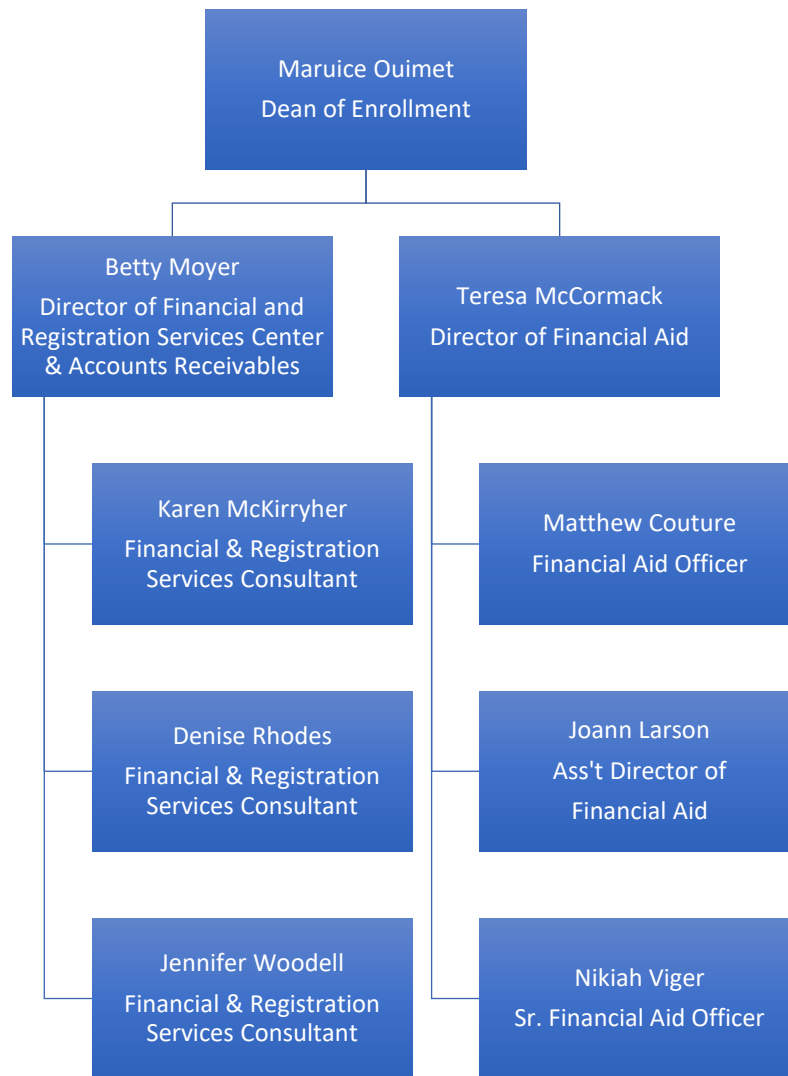 Maruice Ouimet
Dean of Enrollment
Betty Moyer
Director of Financial and
Registration Services Center
& Accounts Receivables
Teresa McCormack
Director of Financial Aid
Karen McKirryher
Financial & Registration
Services Consultant
Matthew Couture
Financial Aid Officer
Denise Rhodes
Financial & Registration
Services Consultant
Joann Larson
Ass't Director of
Financial Aid
Jennifer Woodell
Financial & Registration
Services Consultant
Nikiah Viger
Sr. Financial Aid Officer